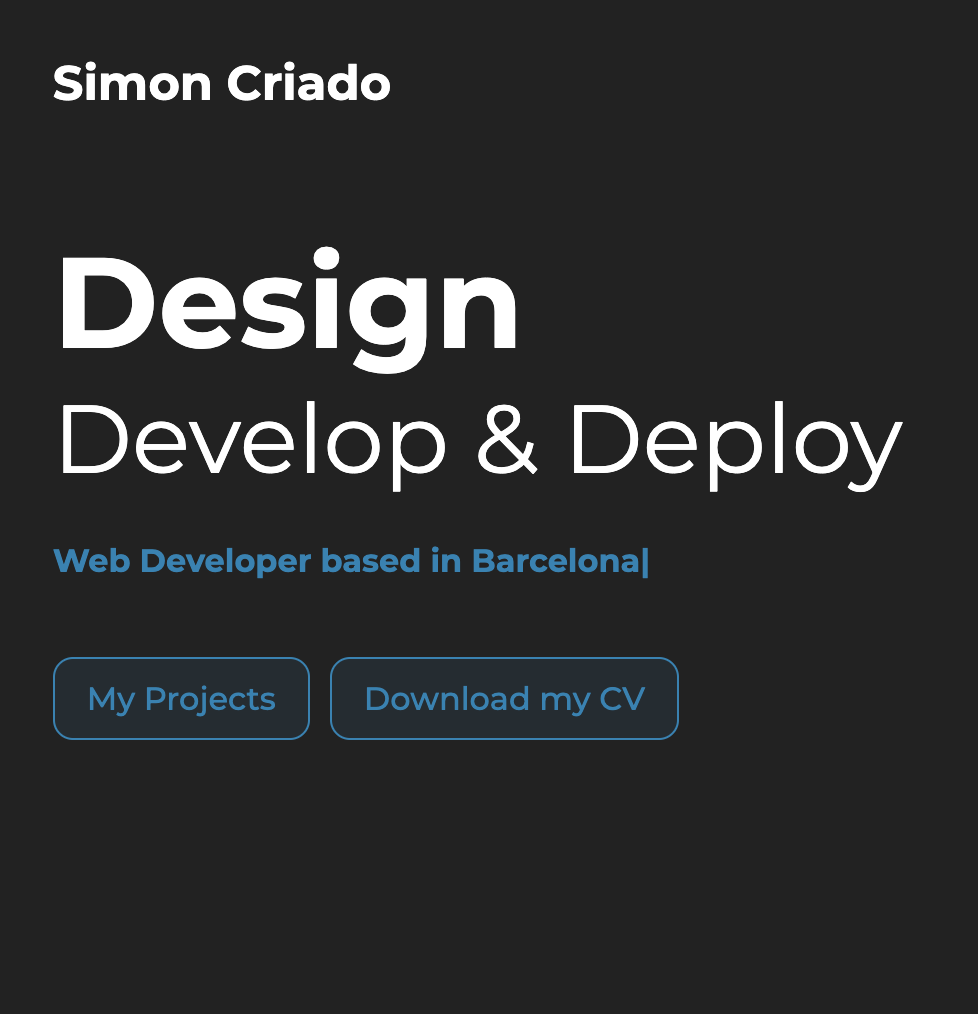 Simon Criado
Design
Develop & Deploy
Web Developer based in Barcelona|
My Projects
Download my CV